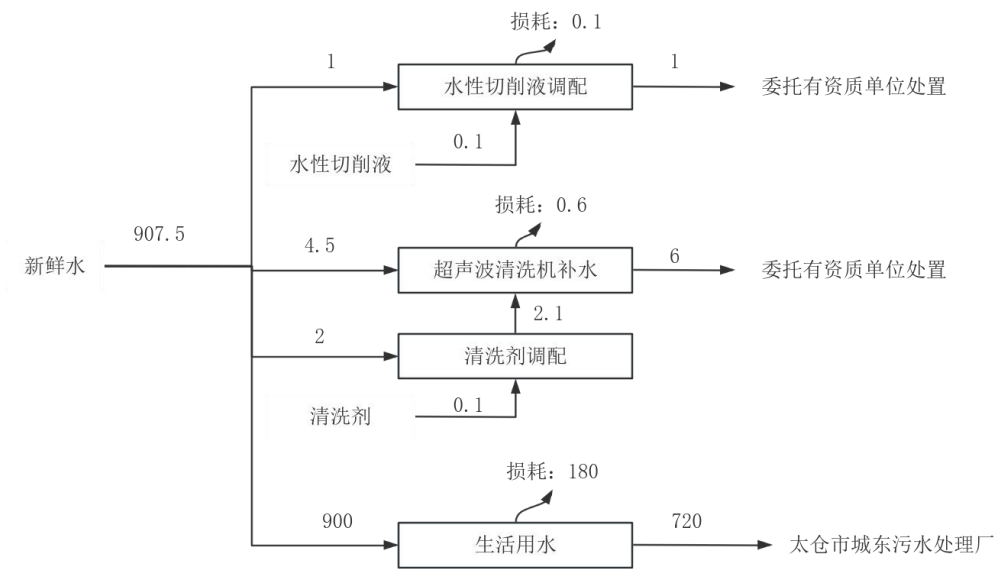 损耗：0.1
1
水性切削液调配
1
委托有资质单位处置
0.1
水性切削液
损耗：0.6
907.5
4.5
新鲜水
超声波清洗机补水
6
委托有资质单位处置
2.1
2
清洗剂调配
0.1
清洗剂
损耗：180
900
生活用水
720
太仓市城东污水处理厂